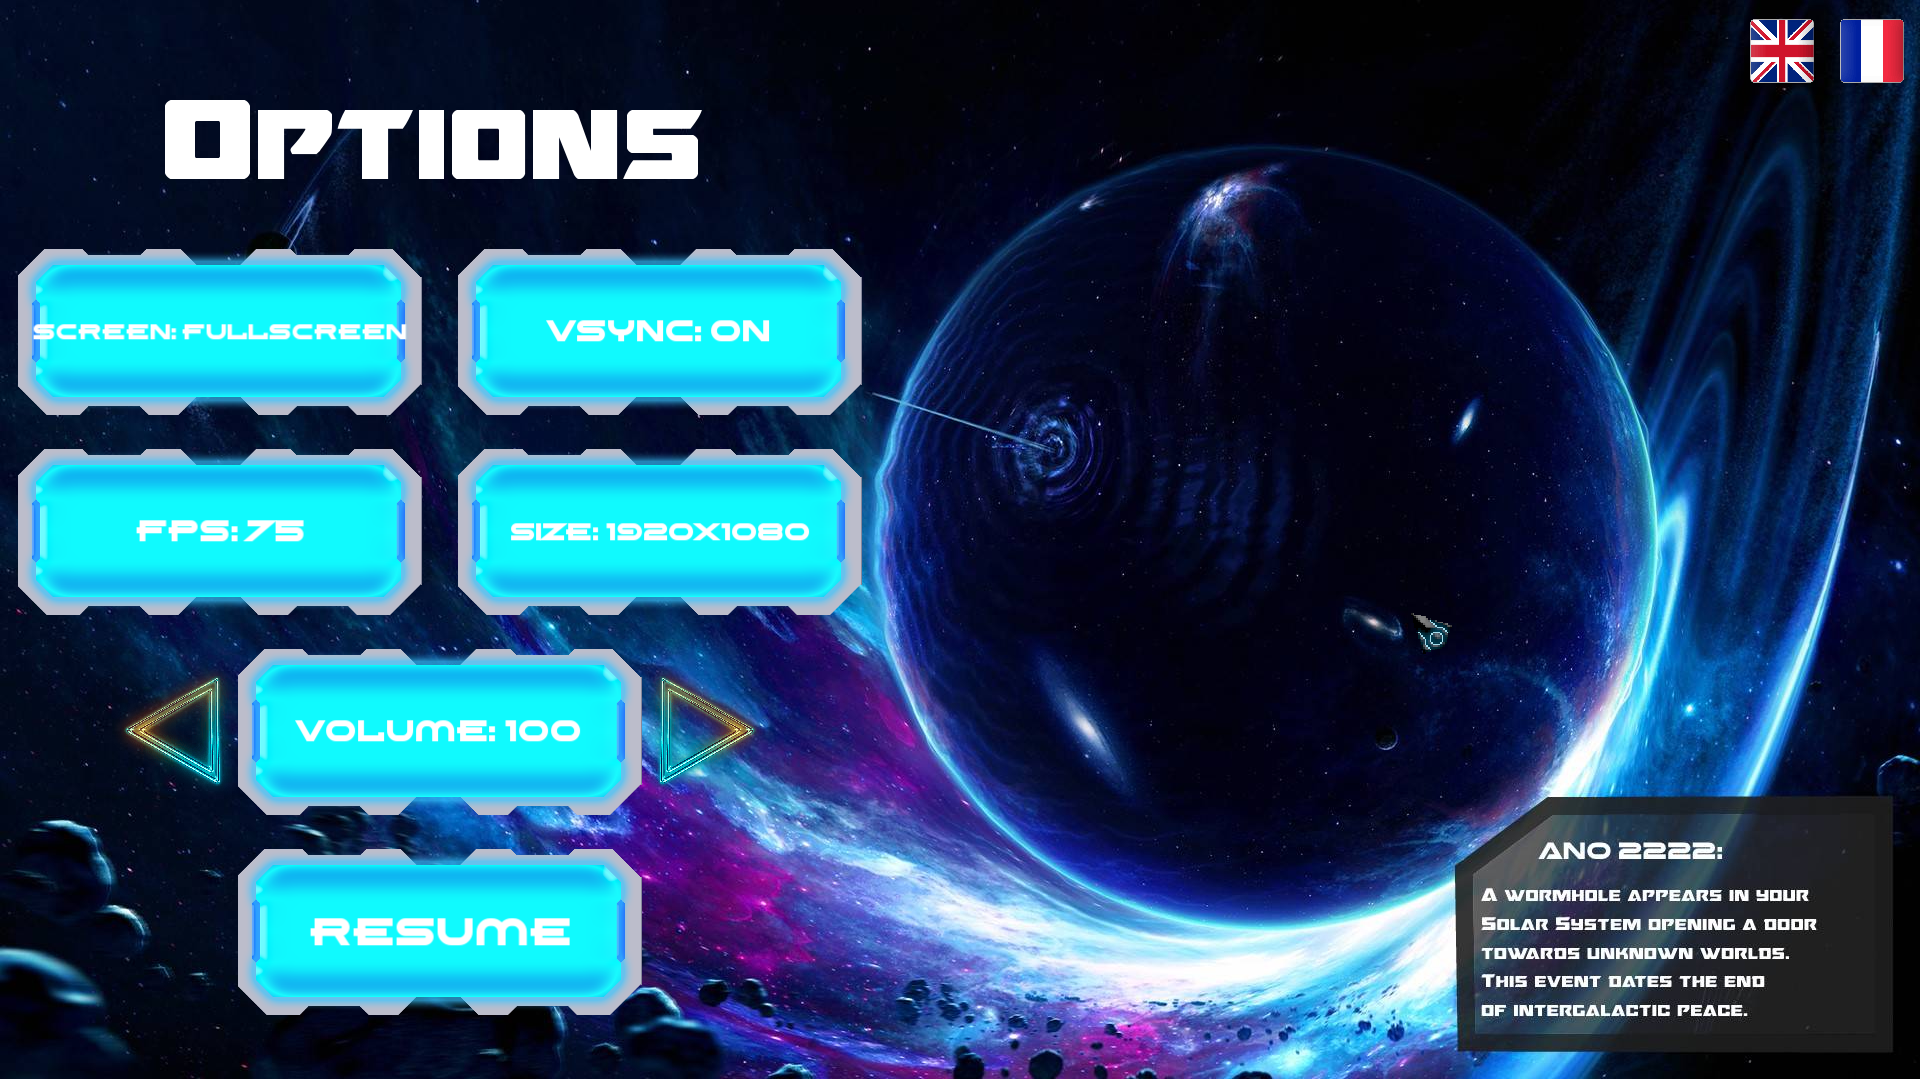 Options
SCREEN: FULLSCREEN
VSYNC: ON
FPS: 75
SIZE: 1920X1080
VOLUME: 100
RESUME
ANO 2222:
A wormhole appears in your
Solar System opening a door
towards unknown worlds.
This event dates the end
of intergalactic peace.